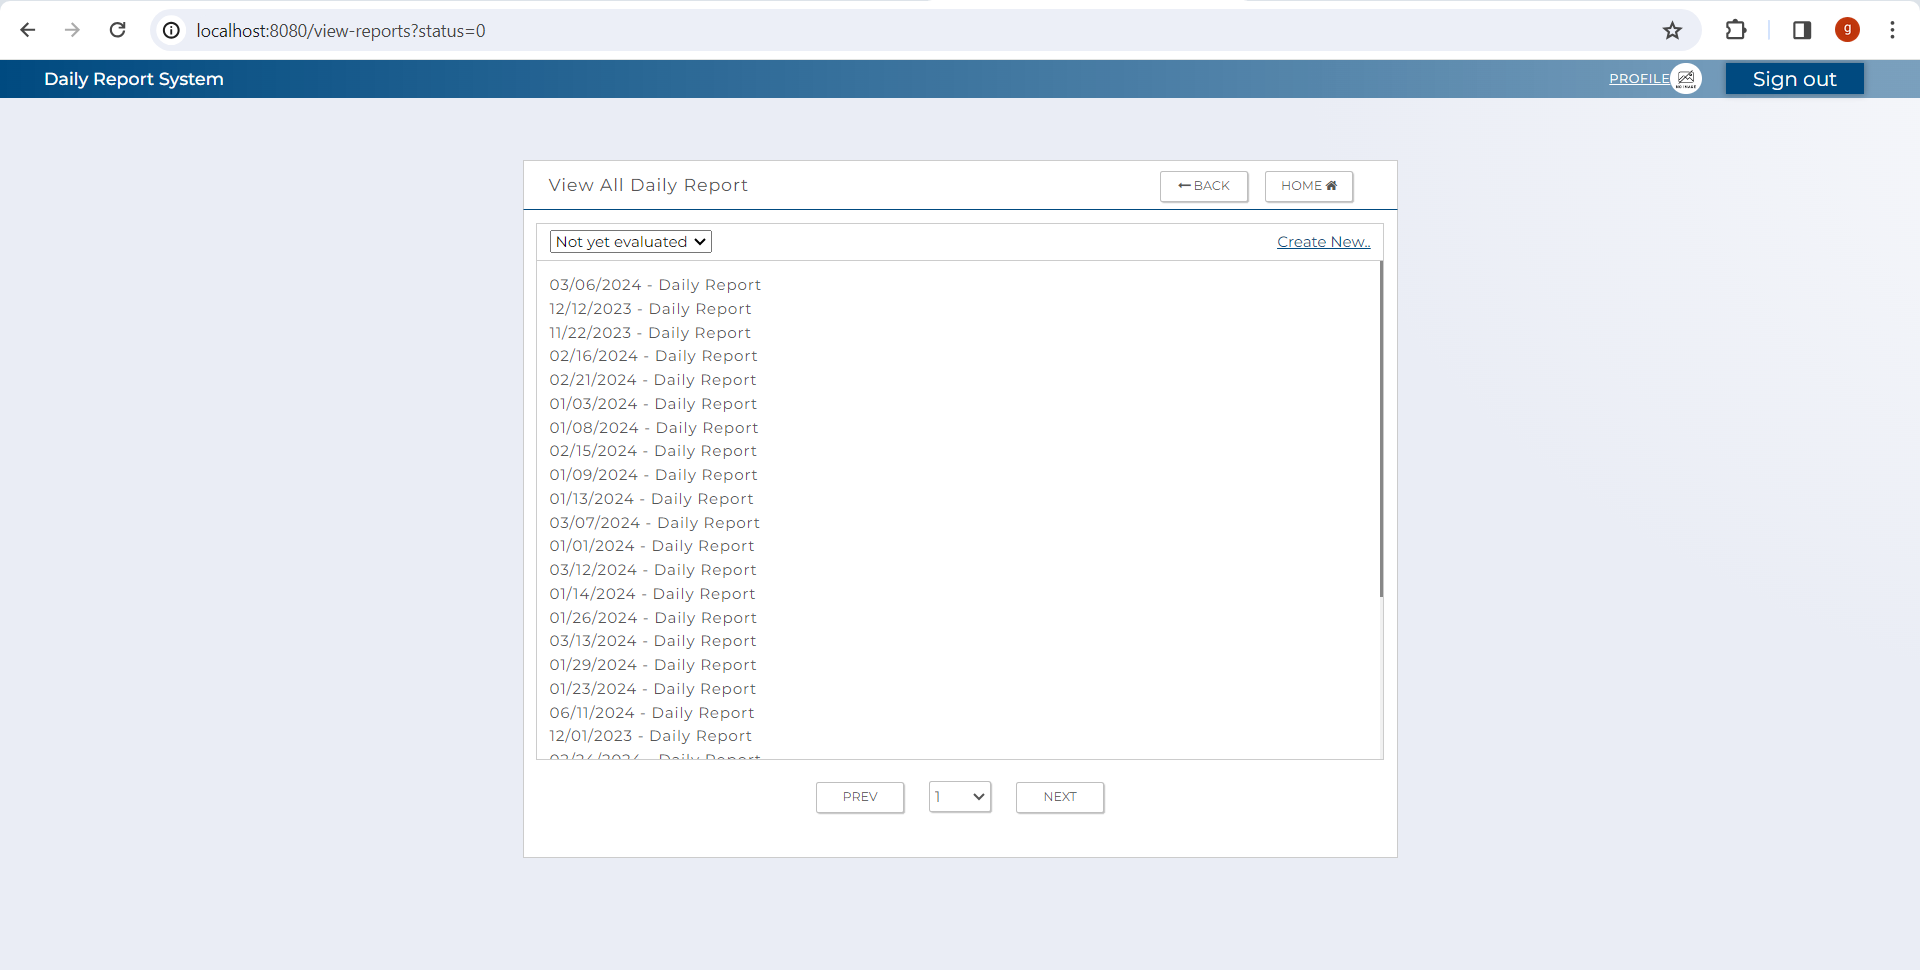 localhost:8080/view-reports?status=0
g
Daily Report System
PROFILE
NO IMAGE
Sign out
View All Daily Report
BACK
HOME
Not yet evaluated
Create New..
03/06/2024 - Daily Report
12/12/2023 - Daily Report
11/22/2023 - Daily Report
02/16/2024 - Daily Report
02/21/2024 - Daily Report
01/03/2024 - Daily Report
01/08/2024 - Daily Report
02/15/2024 - Daily Report
01/09/2024 - Daily Report
01/13/2024 - Daily Report
03/07/2024 - Daily Report
01/01/2024 - Daily Report
03/12/2024 - Daily Report
01/14/2024 - Daily Report
01/26/2024 - Daily Report
03/13/2024 - Daily Report
01/29/2024 - Daily Report
01/23/2024 - Daily Report
06/11/2024 - Daily Report
12/01/2023 - Daily Report
Daily Report
PREV
1
NEXT